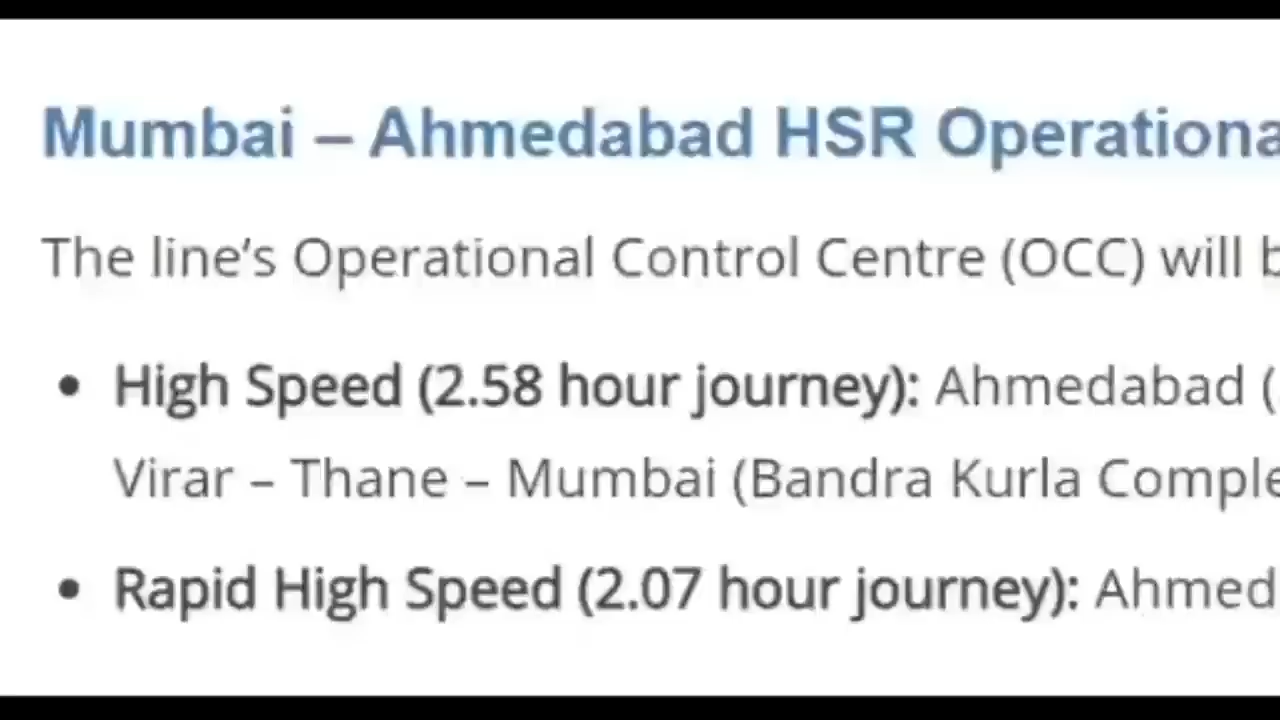 Mumbai – Ahmedabad HSR Operationa
The line’s Operational Control Centre (OCC) will b
• High Speed (2.58 hour journey): Ahmedabad (
Virar – Thane – Mumbai (Bandra Kurla Comple
• Rapid High Speed (2.07 hour journey): Ahmed